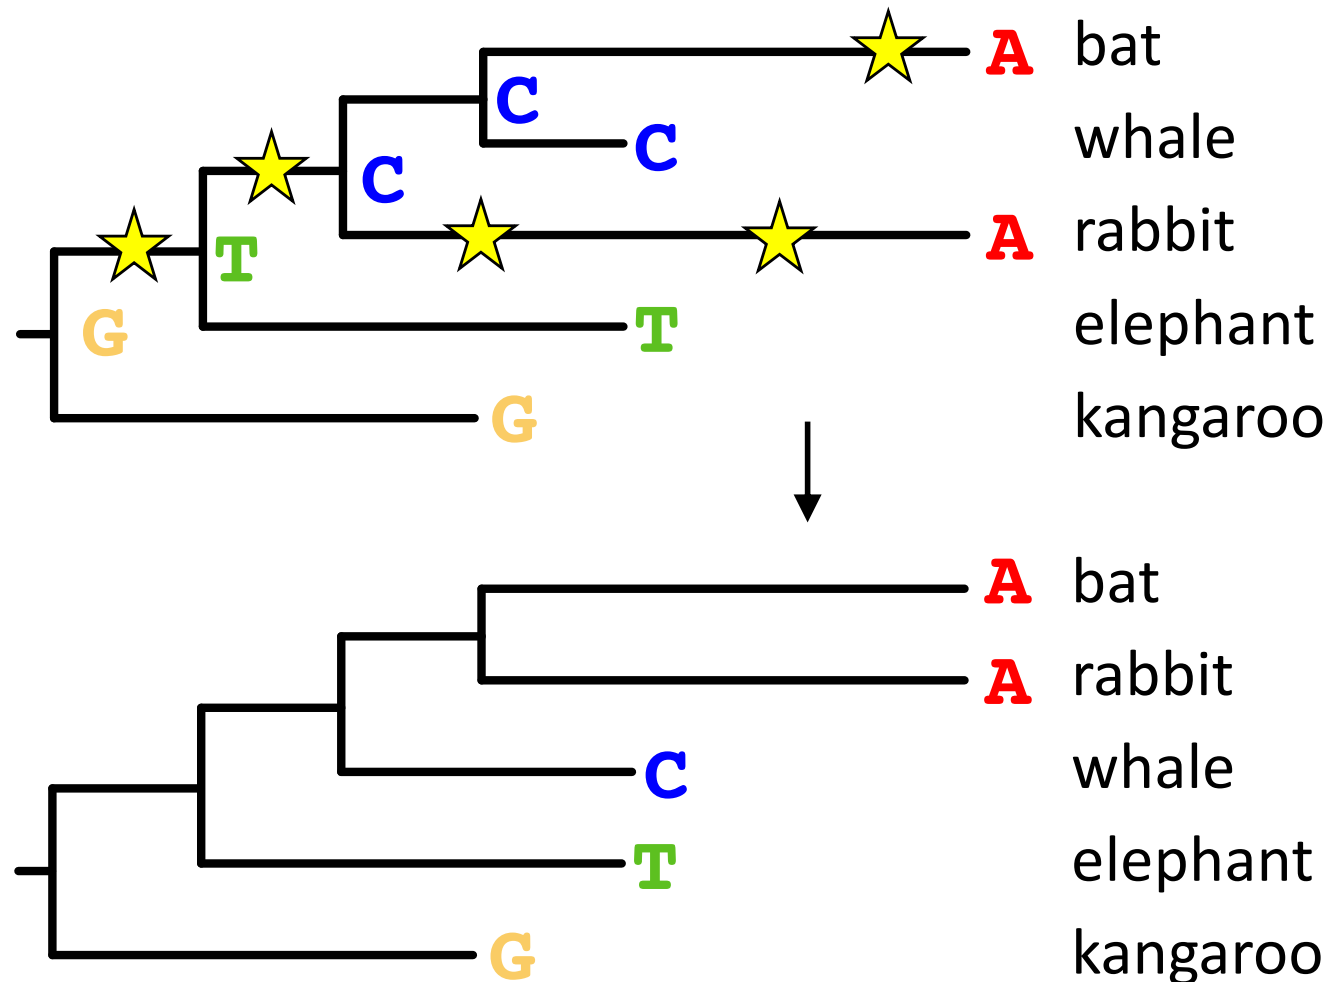 A bat
C
C whale
C
A rabbit
T
T elephant
G
G kangaroo
A bat
A rabbit
C whale
T elephant
G kangaroo